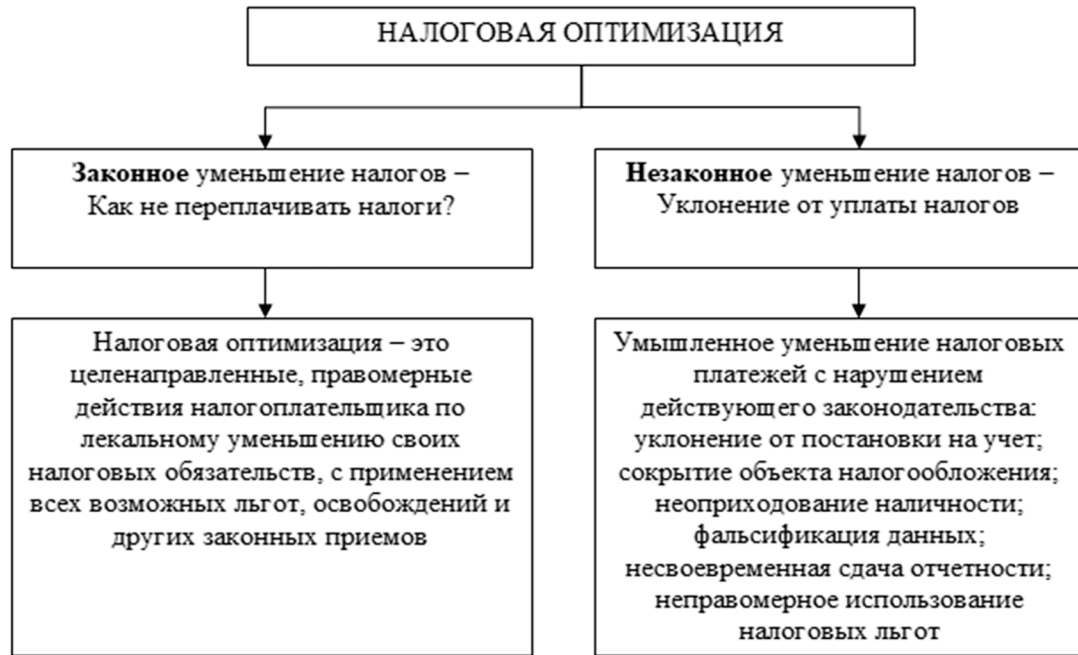 НАЛОГОВАЯ ОПТИМИЗАЦИЯ
Законное уменьшение налогов –
Как не переплачивать налоги?
Незаконное уменьшение налогов –
Уклонение от уплаты налогов
Налоговая оптимизация – это
целенаправленные, правомерные
действия налогоплательщика по
лекальному уменьшению своих
налоговых обязательств, с применением
всех возможных льгот, освобождений и
других законных приемов
Умышленное уменьшение налоговых
платежей с нарушением
действующего законодательства:
уклонение от постановки на учет;
сокрытие объекта налогообложения;
неоприходование наличности;
фальсификация данных;
несвоевременная сдача отчетности;
неправомерное использование
налоговых льгот